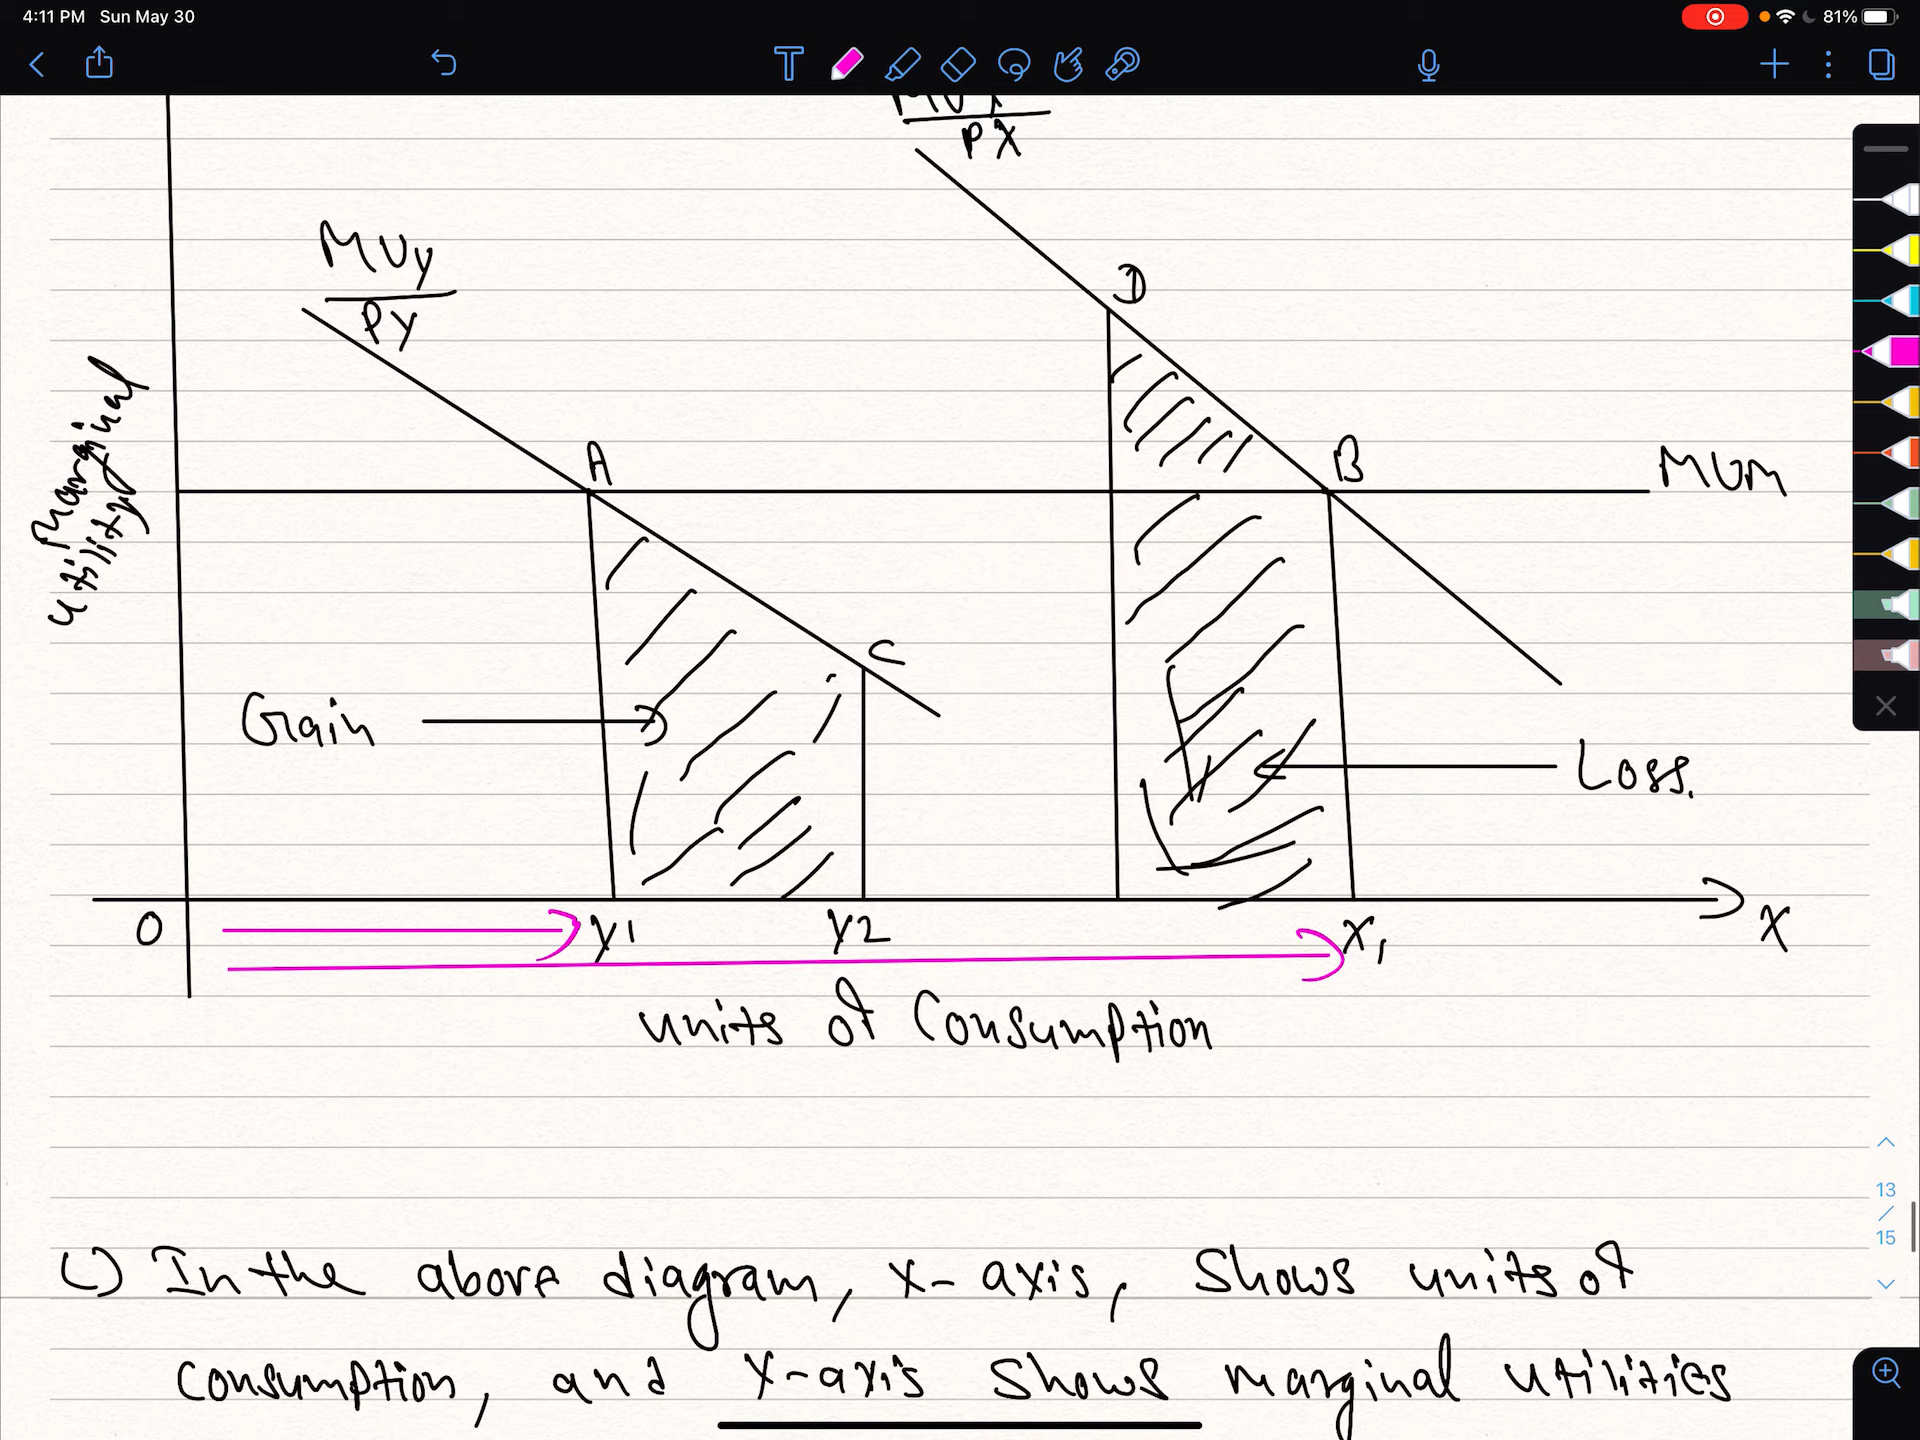 4:11 PM Sun May 30
81%
PX
MUy
PY
D
Marginal
utility
A
B
MUM
C
Gain
Loss.
O
Y1
Y2
X1
X
units of Consumption
13
/
15
c) In the above diagram, x-axis, shows units of
consumption, and Y-axis shows marginal utilities